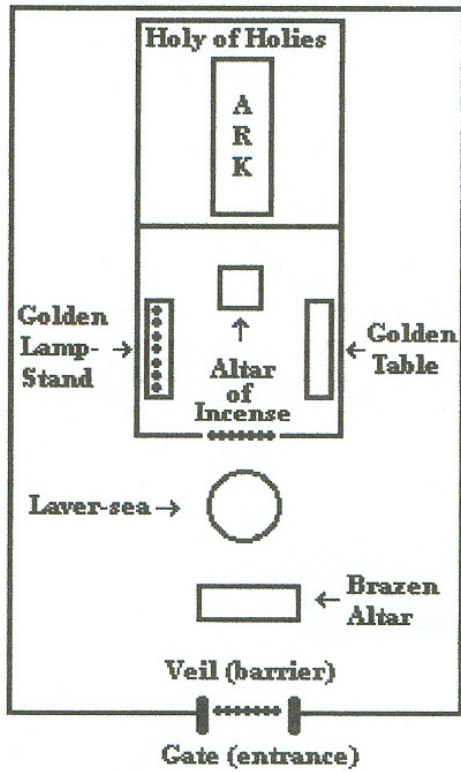 Holy of Holies
A
R
K
Golden
Lamp-
Stand
Altar
of
Incense
Golden
Table
Laver-sea
Brazen
Altar
Veil (barrier)
Gate (entrance)